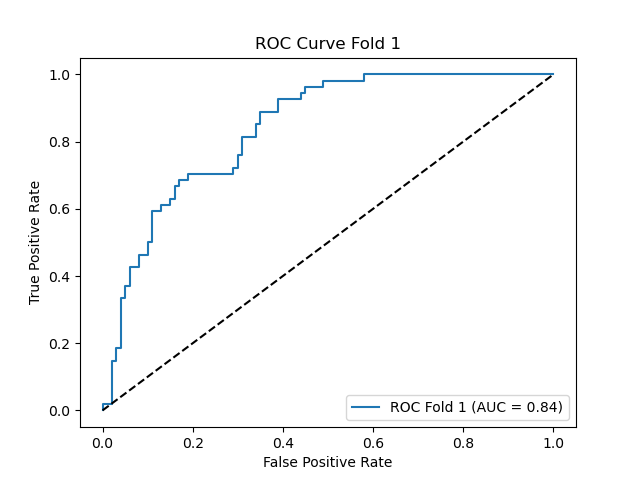 ROC Curve Fold 1
True Positive Rate
1.0
0.8
0.6
0.4
0.2
0.0
ROC Fold 1 (AUC = 0.84)
0.0 0.2 0.4 0.6 0.8 1.0
False Positive Rate